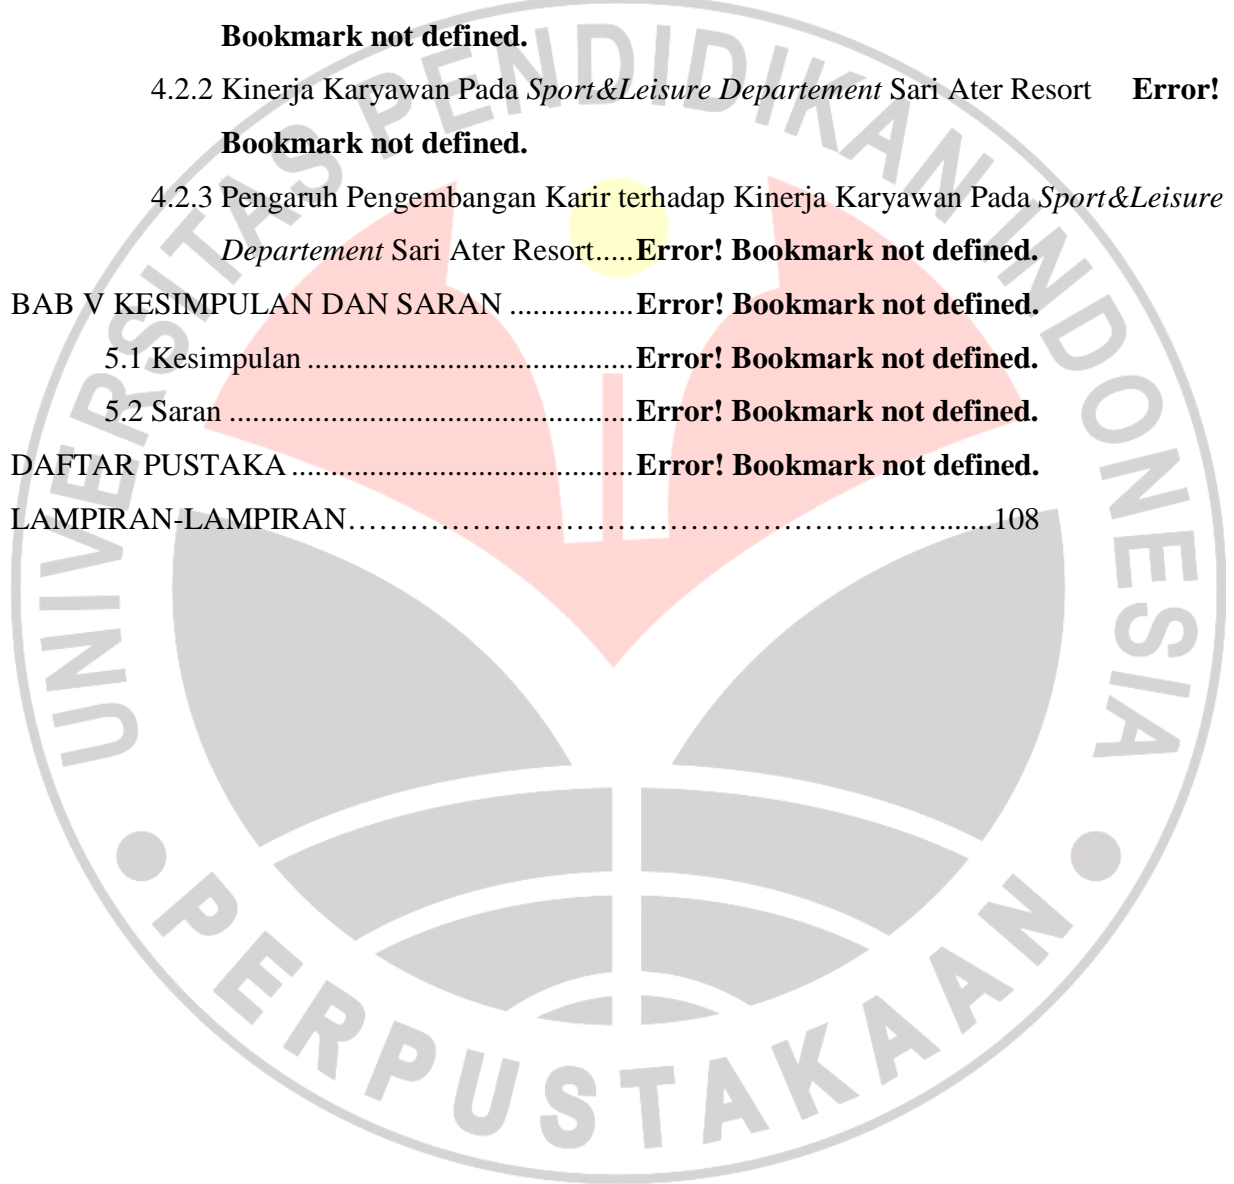 Bookmark not defined.
4.2.2 Kinerja Karyawan Pada Sport&Leisure Departement Sari Ater Resort Error!
Bookmark not defined.
4.2.3 Pengaruh Pengembangan Karir terhadap Kinerja Karyawan Pada Sport&Leisure
Departement Sari Ater Resort.....Error! Bookmark not defined.
BAB V KESIMPULAN DAN SARAN ................Error! Bookmark not defined.
5.1 Kesimpulan ..........................................Error! Bookmark not defined.
5.2 Saran ....................................................Error! Bookmark not defined.
DAFTAR PUSTAKA ............................................Error! Bookmark not defined.
LAMPIRAN-LAMPIRAN…………………………………………………….......108
UNIVERSITAS PENDIDIKAN INDONESIA
PERPUSTAKAAN